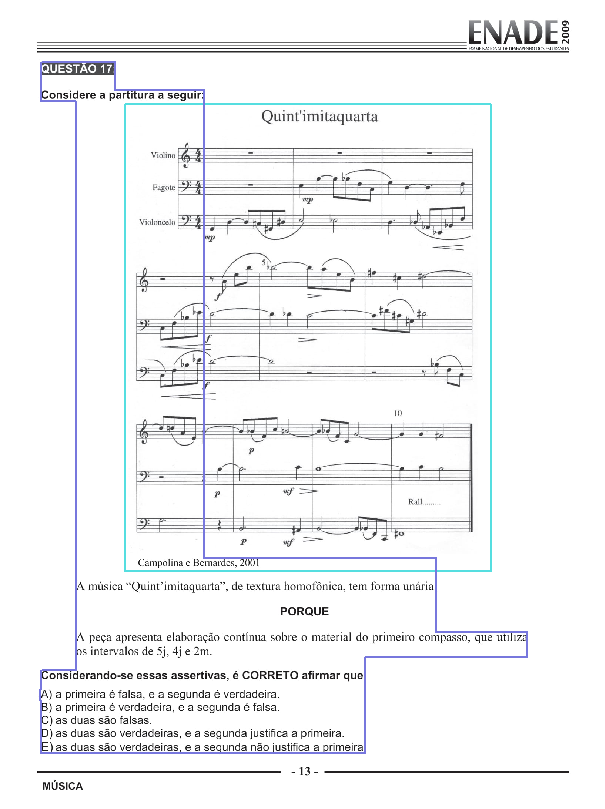 ENADE 2009
QUESTÃO 17
Considere a partitura a seguir:
Quint'imitaquarta
Violino
Fagote
mp
Violoncelo
mp
5
f
f
f
10
p
p
mf
Rall.......
p
mf
Campolina e Bernardes, 2001
A música “Quint’imitaquarta”, de textura homofônica, tem forma unária
PORQUE
A peça apresenta elaboração contínua sobre o material do primeiro compasso, que utiliza
os intervalos de 5j, 4j e 2m.
Considerando-se essas assertivas, é CORRETO afirmar que
A) a primeira é falsa, e a segunda é verdadeira.
B) a primeira é verdadeira, e a segunda é falsa.
C) as duas são falsas.
D) as duas são verdadeiras, e a segunda justifica a primeira.
E) as duas são verdadeiras, e a segunda não justifica a primeira
- 13 -
MÚSICA